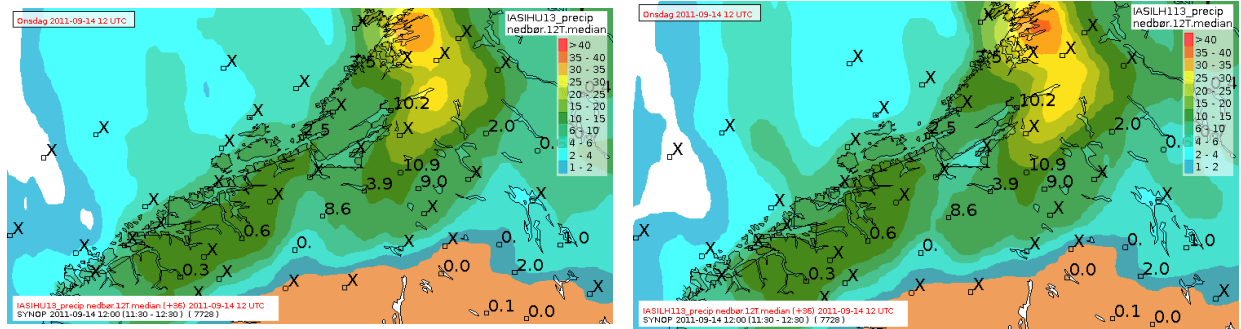 Onsdag 2011-09-14 12 UTC
IASIHU13_precip
nedbør.12T.median
>40
35 - 40
30 - 35
25 - 30
20 - 25
15 - 20
10 - 15
6 - 10
4 - 6
2 - 4
1 - 2
X
X
X
X
X
X
X
10.2
2.5
2.0
X
X
X
X
10.9
3.9
9.0
X
X
X
8.6
X
0.6
X
X
0.
X
0.
1.0
0.3
X
X
X
X
0.0
2.0
X
0.1
0.0
IASIHU13_precip nedbør.12T.median (+36) 2011-09-14 12 UTC
SYNOP 2011-09-14 12:00 (11:30 - 12:30) ( 7728)
Onsdag 2011-09-14 12 UTC
IASILH113_precip
nedbør.12T.median
>40
35 - 40
30 - 35
25 - 30
20 - 25
15 - 20
10 - 15
6 - 10
4 - 6
2 - 4
1 - 2
X
X
X
X
3.5
X
X
X
10.2
2.5
2.0
X
X
X
X
10.9
3.9
9.0
X
X
X
8.6
X
0.6
X
X
0.
X
0.
1.0
0.3
X
X
X
X
0.0
2.0
X
0.1
0.0
IASILH113_precip nedbør.12T.median (+36) 2011-09-14 12 UTC
SYNOP 2011-09-14 12:00 (11:30 - 12:30) ( 7728)